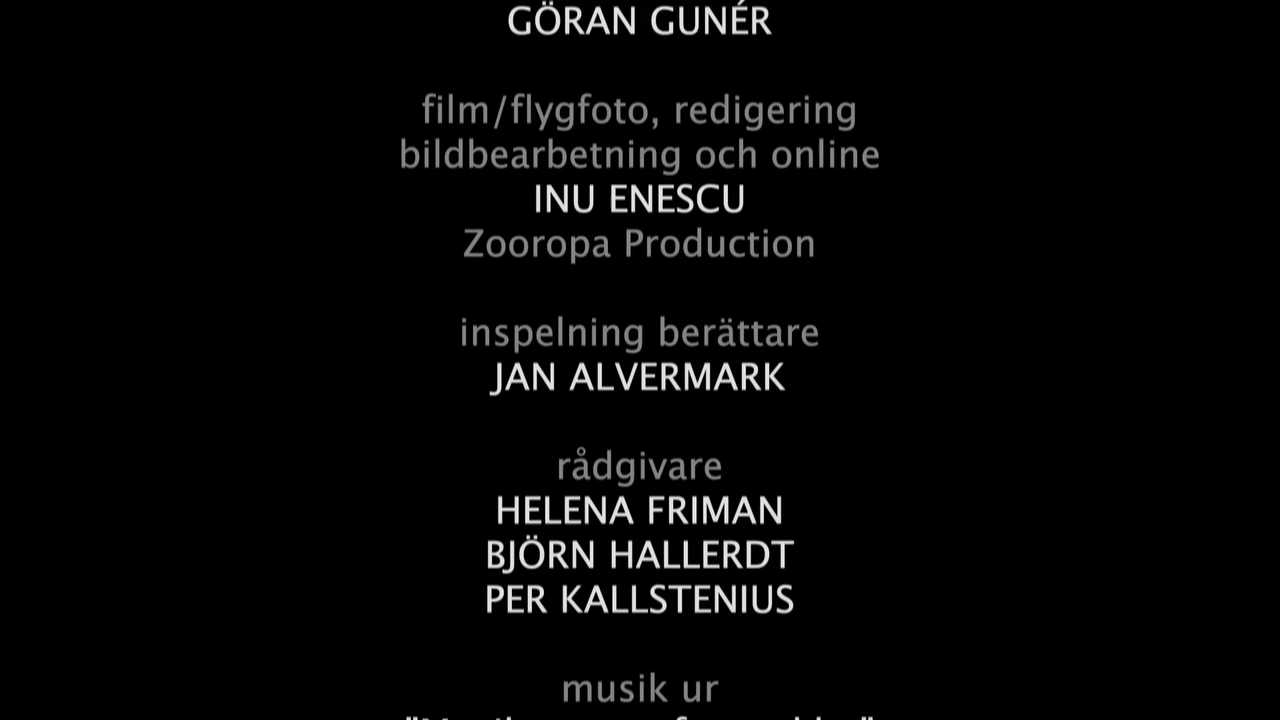 GÖRAN GUNÉR
film/flygfoto, redigering
bildbearbetning och online
INU ENESCU
Zooropa Production
inspelning berättare
JAN ALVERMARK
rådgivare
HELENA FRIMAN
BJÖRN HALLERDT
PER KALLSTENIUS
musik ur